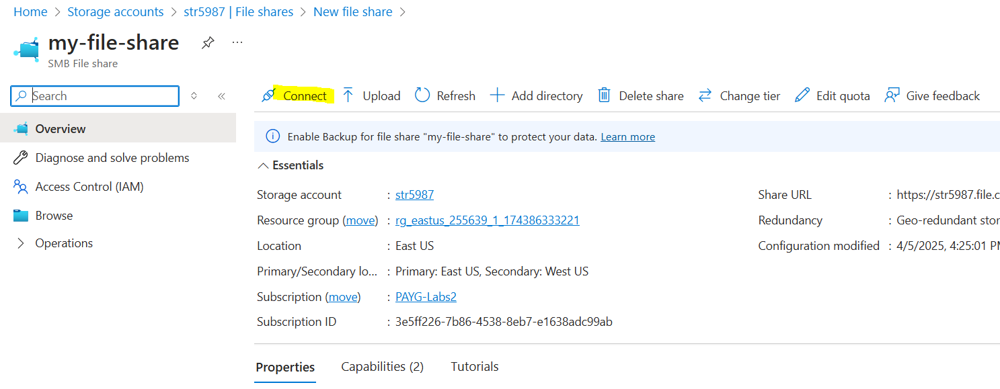 Home > Storage accounts > str5987 | File shares > New file share >
my-file-share ...
SMB File share
Search
«
Connect Upload Refresh Add directory Delete share Change tier Edit quota Give feedback
Overview
Diagnose and solve problems
Access Control (IAM)
Browse
Operations
Enable Backup for file share "my-file-share" to protect your data. Learn more
Essentials
Storage account : str5987
Resource group (move) : rg_eastus_255639_1_174386333221
Location : East US
Primary/Secondary lo... : Primary: East US, Secondary: West US
Subscription (move) : PAYG-Labs2
Subscription ID : 3e5ff226-7b86-4538-8eb7-e1638adc99ab
Share URL : https://str5987.file.c
Redundancy : Geo-redundant stor
Configuration modified : 4/5/2025, 4:25:01 P
Properties Capabilities (2) Tutorials